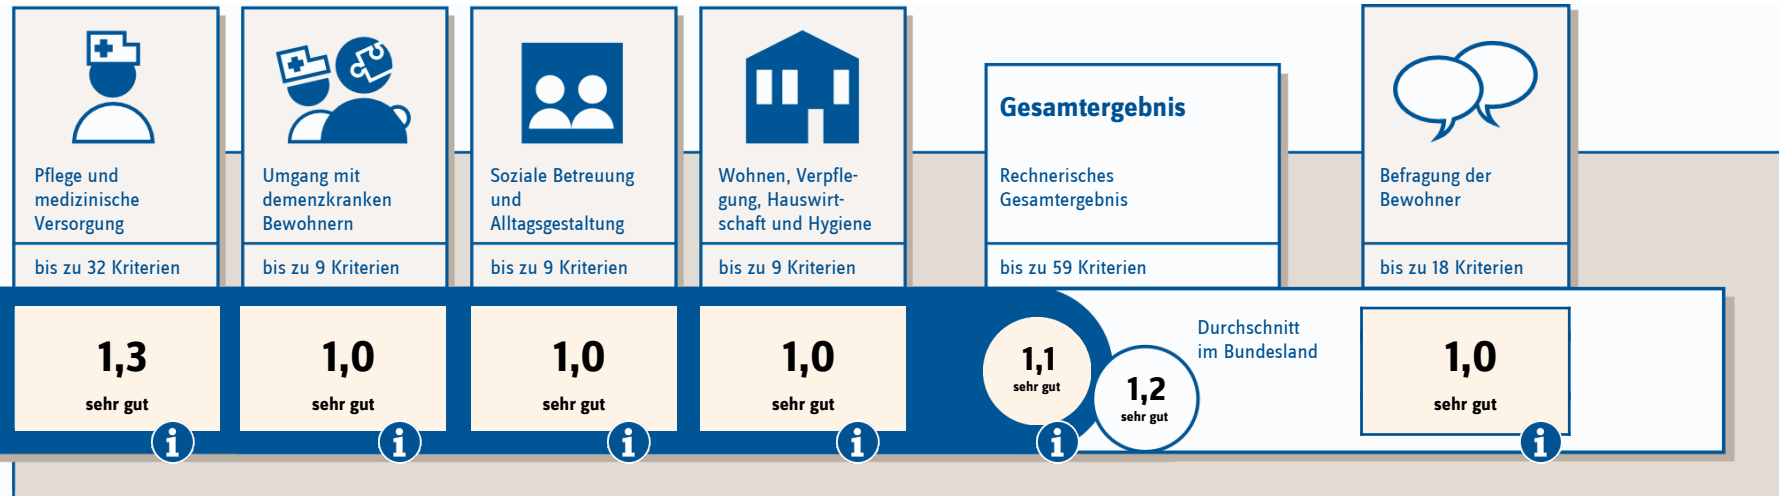 Pflege und
medizinische
Versorgung
bis zu 32 Kriterien
1,3
sehr gut
i
Umgang mit
demenzkranken
Bewohnern
bis zu 9 Kriterien
1,0
sehr gut
i
Soziale Betreuung
und
Alltagsgestaltung
bis zu 9 Kriterien
1,0
sehr gut
i
Wohnen, Verpfle-
gung, Hauswirt-
schaft und Hygiene
bis zu 9 Kriterien
1,0
sehr gut
i
Gesamtergebnis
Rechnerisches
Gesamtergebnis
bis zu 59 Kriterien
1,1
sehr gut
i
1,2
sehr gut
Durchschnitt
im Bundesland
Befragung der
Bewohner
bis zu 18 Kriterien
1,0
sehr gut
i